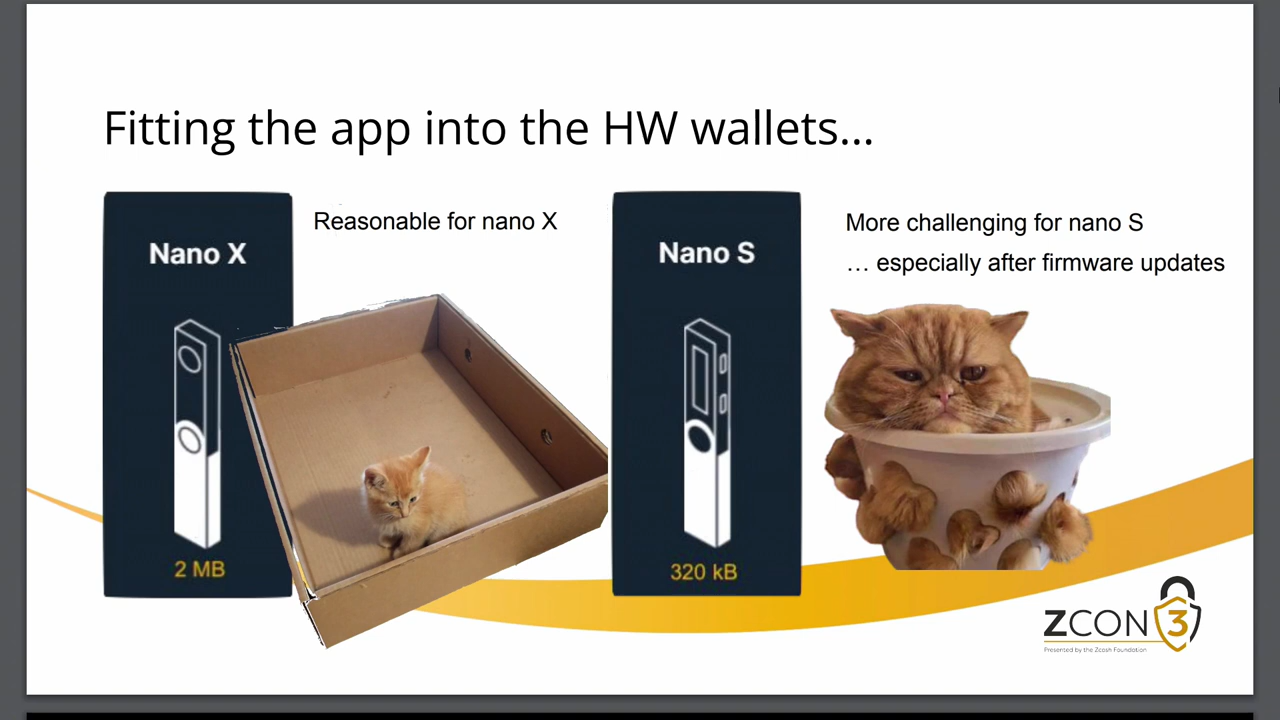 Fitting the app into the HW wallets...
Nano X
2 MB
Reasonable for nano X
Nano S
320 kB
More challenging for nano S
… especially after firmware updates
ZCON 3
Presented by the Zcash Foundation